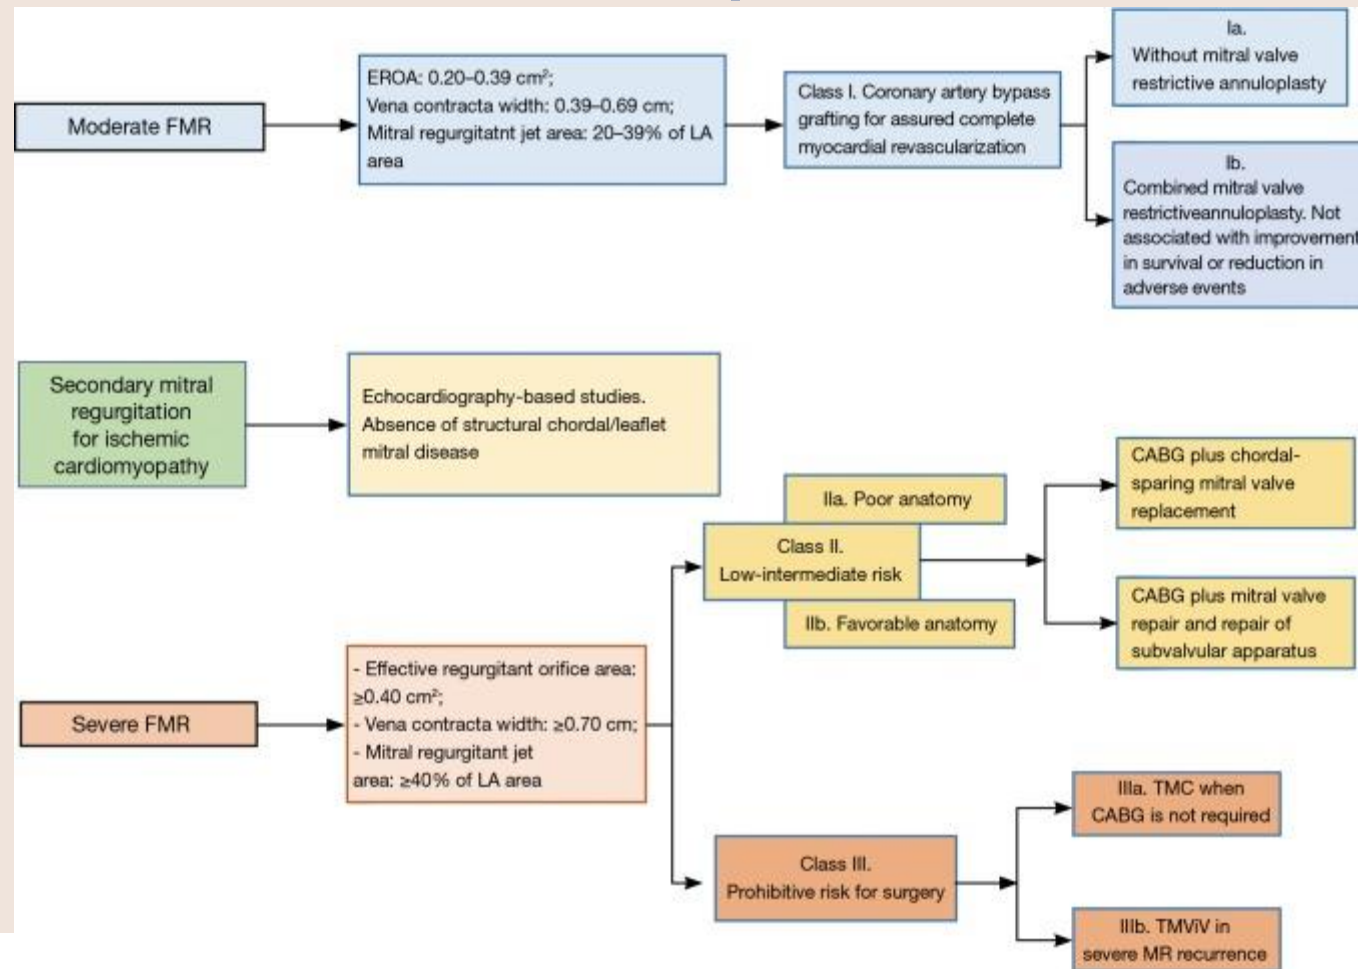 Moderate FMR
EROA: 0.20–0.39 cm²;
Vena contracta width: 0.39–0.69 cm;
Mitral regurgitatnt jet area: 20–39% of LA
area
Class I. Coronary artery bypass
grafting for assured complete
myocardial revascularization
Ia.
Without mitral valve
restrictive annuloplasty
Ib.
Combined mitral valve
restrictiveannuloplasty. Not
associated with improvement
in survival or reduction in
adverse events
Secondary mitral
regurgitation
for ischemic
cardiomyopathy
Echocardiography-based studies.
Absence of structural chordal/leaflet
mitral disease
Severe FMR
- Effective regurgitant orifice area:
≥0.40 cm²;
- Vena contracta width: ≥0.70 cm;
- Mitral regurgitant jet
area: ≥40% of LA area
IIa. Poor anatomy
Class II.
Low-intermediate risk
IIb. Favorable anatomy
CABG plus chordal-
sparing mitral valve
replacement
CABG plus mitral valve
repair and repair of
subvalvular apparatus
Class III.
Prohibitive risk for surgery
IIIa. TMC when
CABG is not required
IIIb. TMViV in
severe MR recurrence